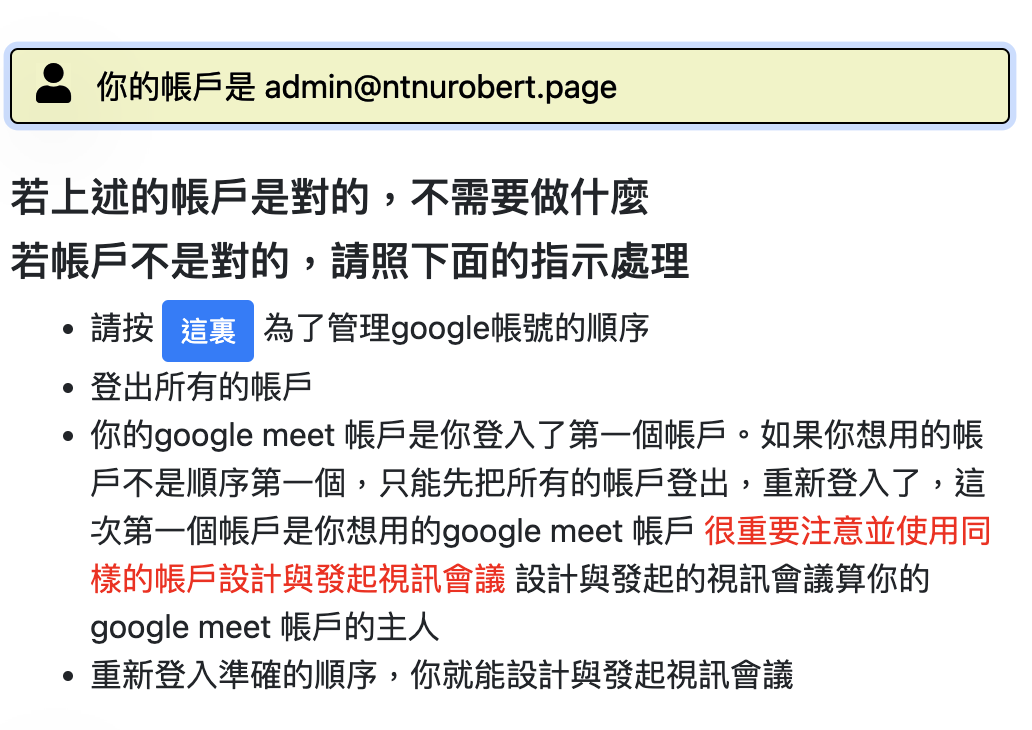 你的帳戶是 admin@ntnurobert.page
若上述的帳戶是對的，不需要做什麼
若帳戶不是對的，請照下面的指示處理
• 請按 這裏 為了管理google帳號的順序
• 登出所有的帳戶
• 你的google meet 帳戶是你登入了第一個帳戶。如果你想用的帳
戶不是順序第一個，只能先把所有的帳戶登出，重新登入了，這
次第一個帳戶是你想用的google meet 帳戶 很重要注意並使用同
樣的帳戶設計與發起視訊會議 設計與發起的視訊會議算你的
google meet 帳戶的主人
• 重新登入準確的順序，你就能設計與發起視訊會議